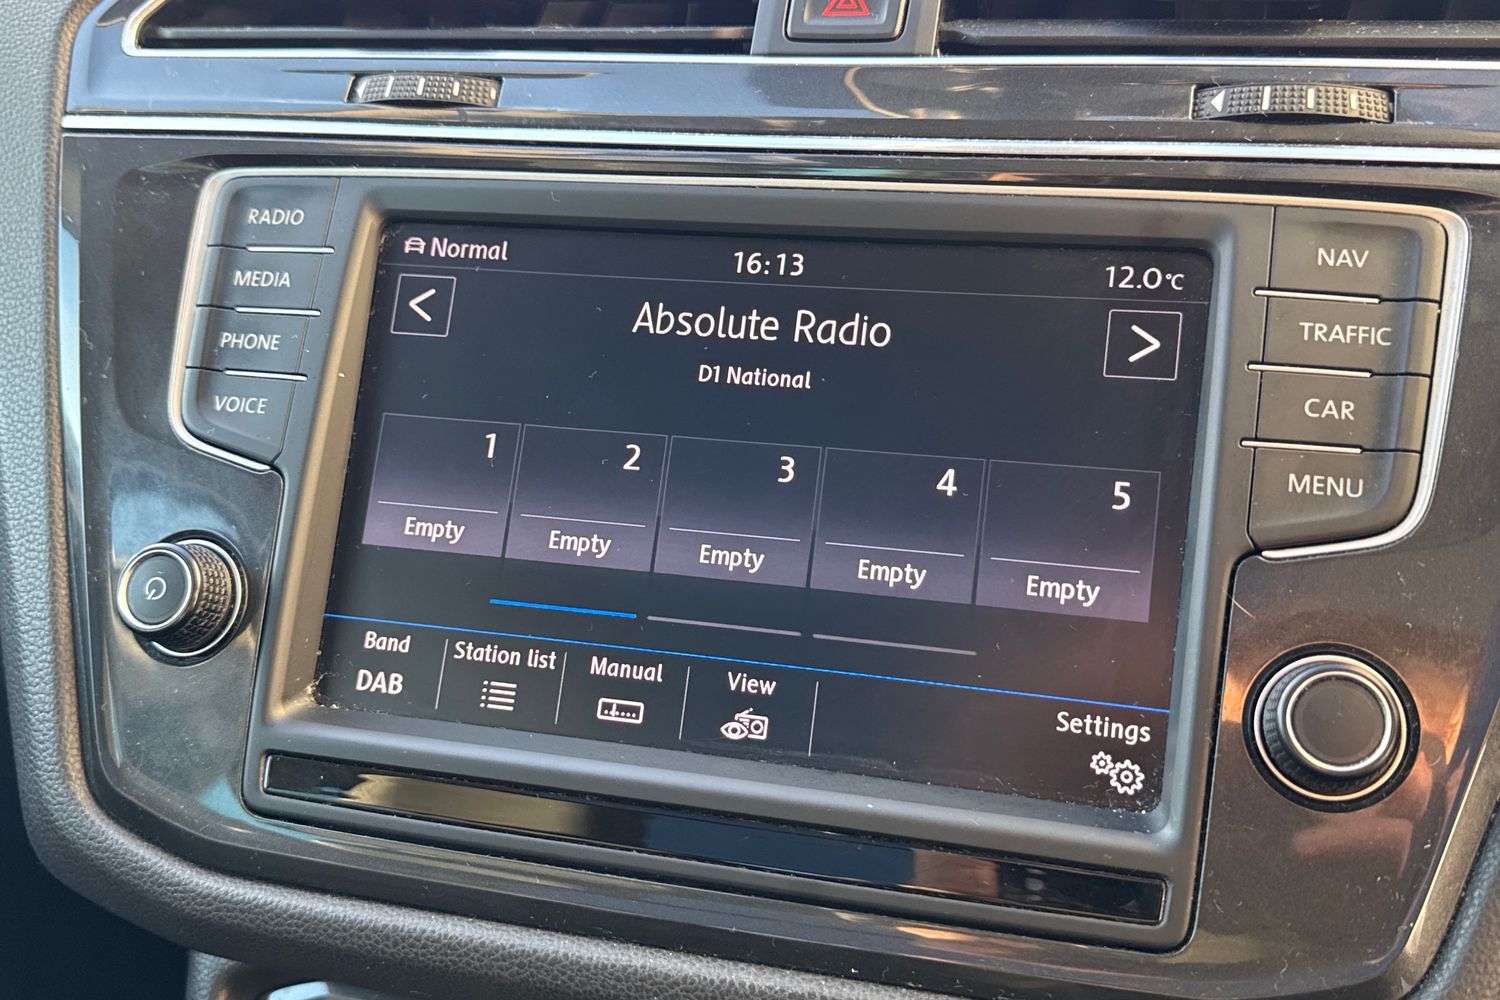 RADIO
MEDIA
PHONE
VOICE
Normal
16:13
12.0°C
<
Absolute Radio
>
D1 National
1
2
3
4
5
Empty
Empty
Empty
Empty
Empty
Band
DAB
Station list
Manual
View
Settings
NAV
TRAFFIC
CAR
MENU